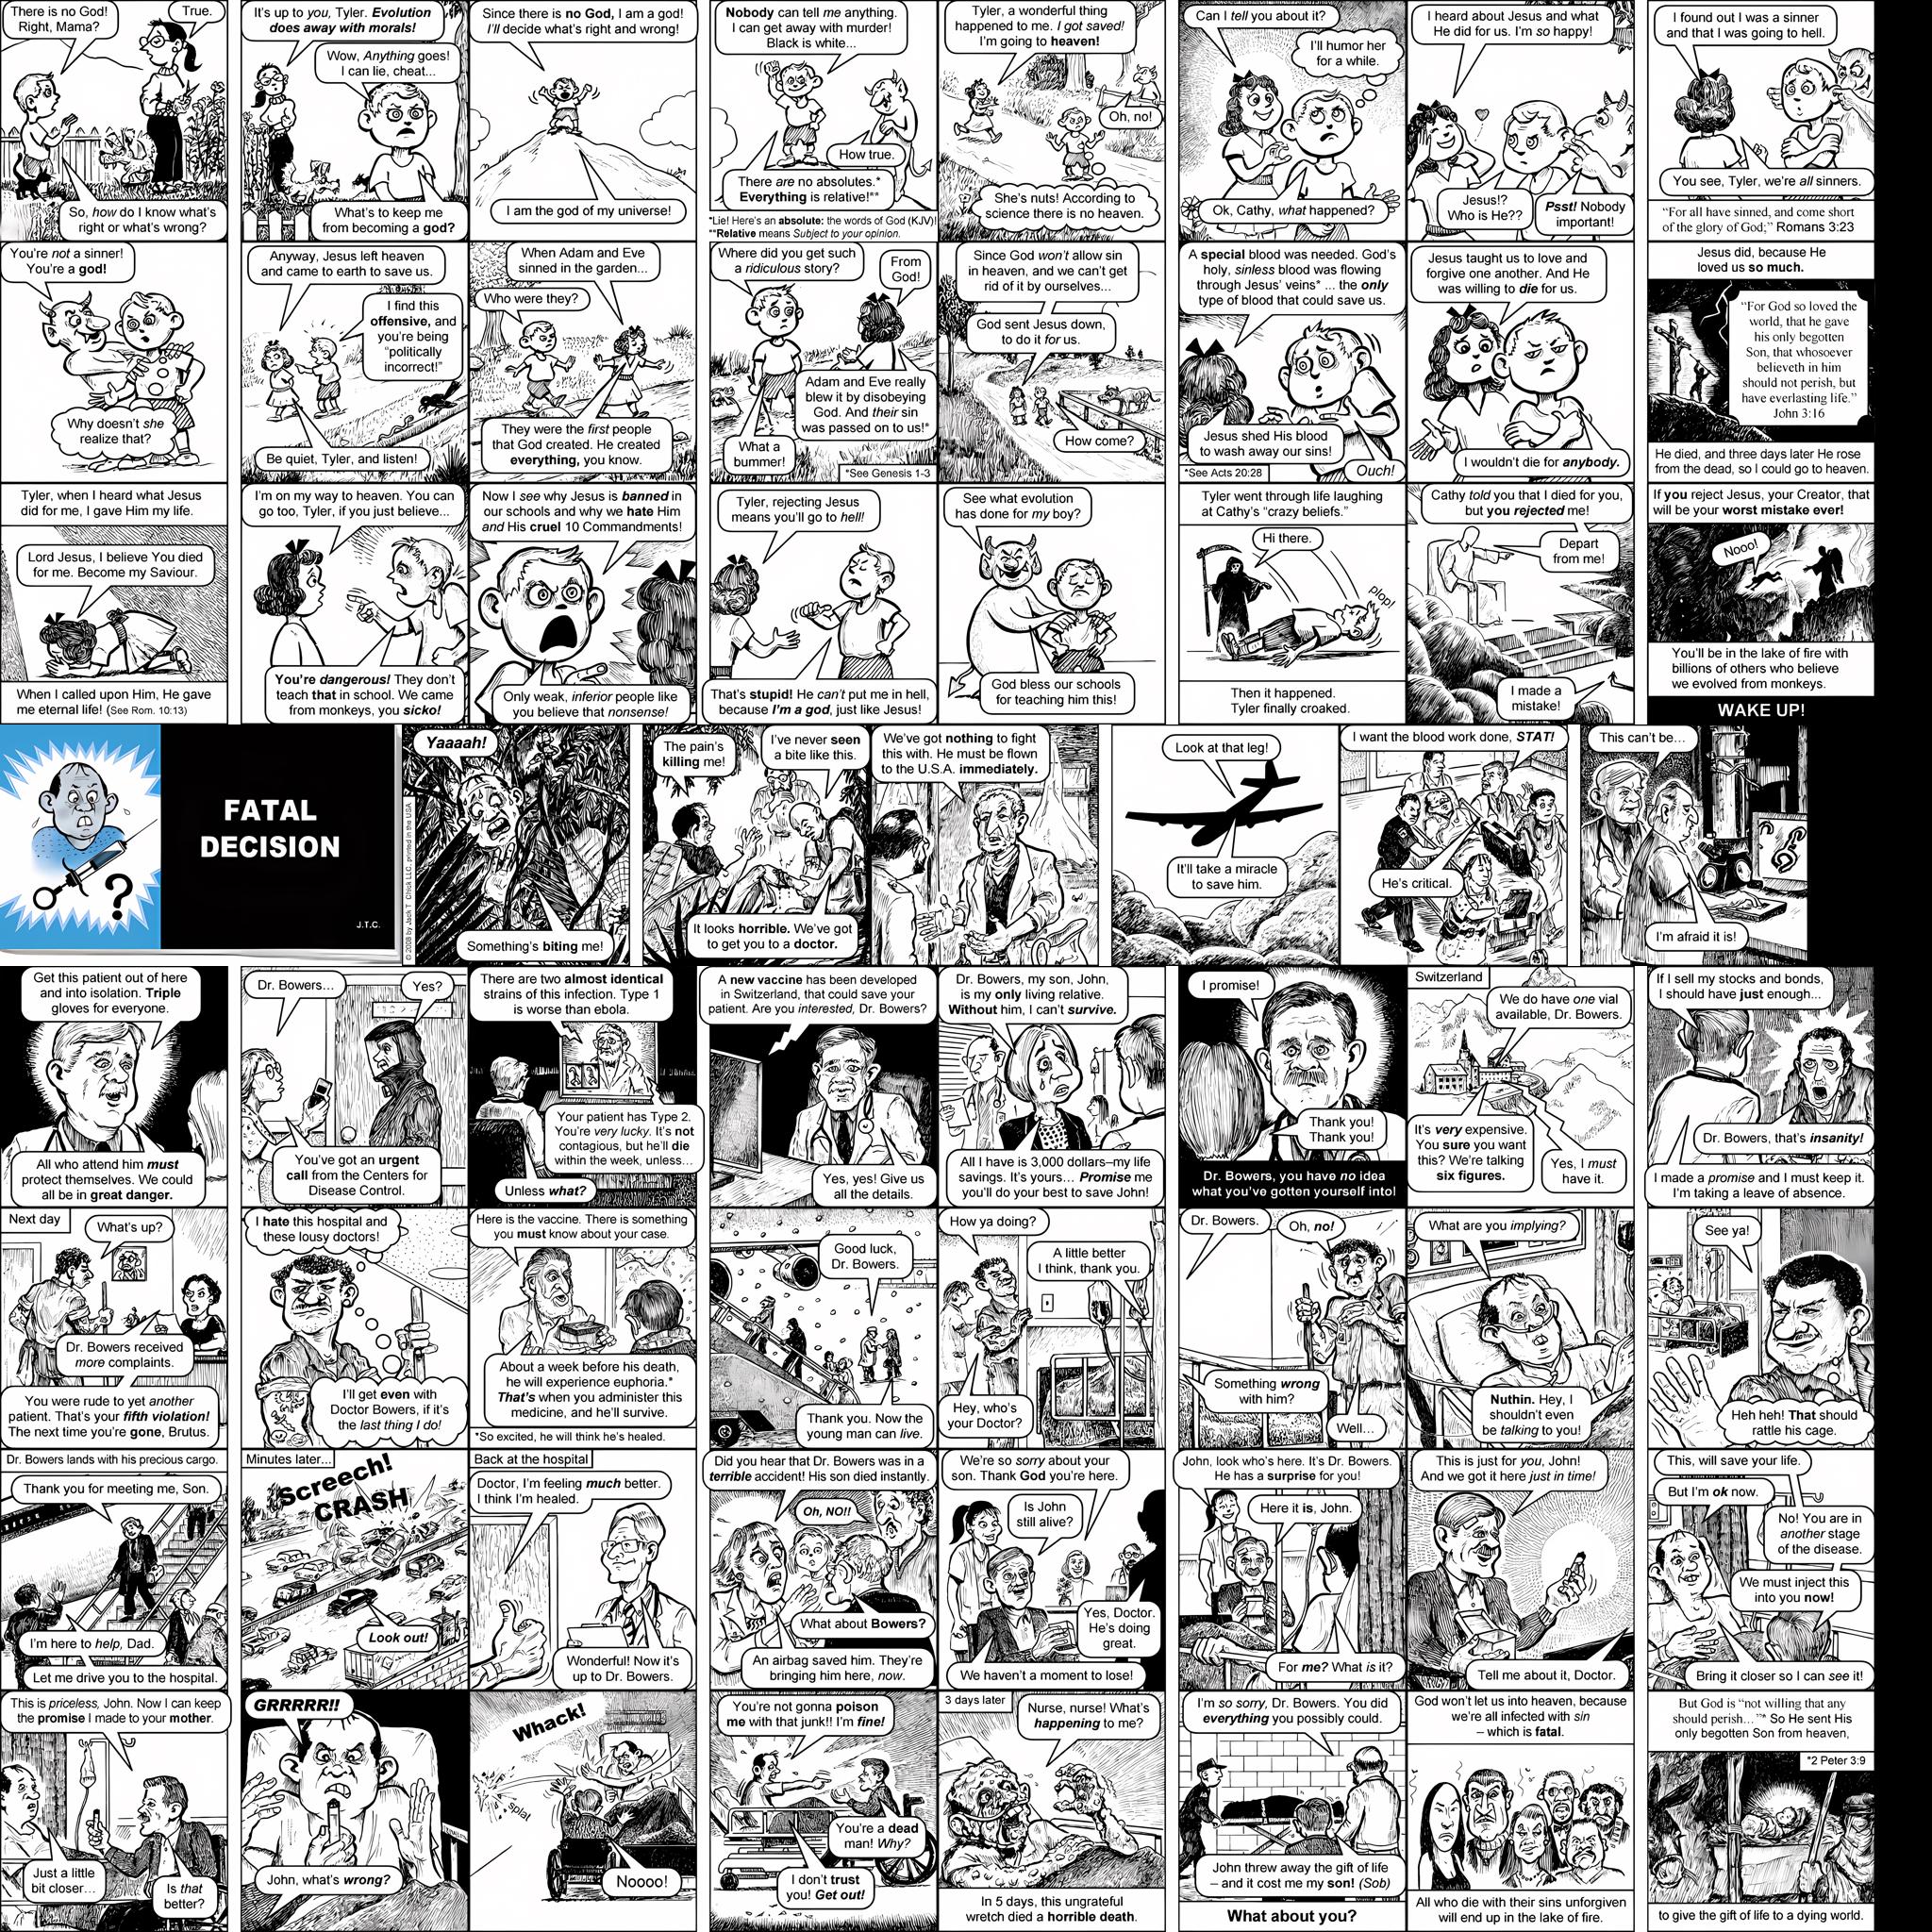 There is no God!
Right, Mama?
True.
So, how do I know what's
right or what's wrong?
It's up to you, Tyler. Evolution
does away with morals!
Wow, Anything goes!
I can lie, cheat...
What's to keep me
from becoming a god?
Since there is no God, I am a god!
I'll decide what's right and wrong!
I am the god of my universe!
Nobody can tell me anything.
I can get away with murder!
Black is white...
How true.
There are no absolutes.*
Everything is relative!**
*Lie! Here's an absolute: the words of God (KJV)!
**Relative means Subject to your opinion.
Tyler, a wonderful thing
happened to me. I got saved!
I'm going to heaven!
Oh, no!
She's nuts! According to
science there is no heaven.
Can I tell you about it?
I'll humor her
for a while.
Ok, Cathy, what happened?
I heard about Jesus and what
He did for us. I'm so happy!
Jesus!?
Who is He??
Psst! Nobody
important!
I found out I was a sinner
and that I was going to hell.
You see, Tyler, we're all sinners.
"For all have sinned, and come short
of the glory of God;" Romans 3:23
You're not a sinner!
You're a god!
Why doesn't she
realize that?
Anyway, Jesus left heaven
and came to earth to save us.
I find this
offensive, and
you're being
"politically
incorrect!"
Be quiet, Tyler, and listen!
When Adam and Eve
sinned in the garden...
Who were they?
They were the first people
that God created. He created
everything, you know.
Where did you get such
a ridiculous story?
From
God!
Adam and Eve really
blew it by disobeying
God. And their sin
was passed on to us!*
What a
bummer!
*See Genesis 1-3
Since God won't allow sin
in heaven, and we can't get
rid of it by ourselves...
God sent Jesus down,
to do it for us.
How come?
A special blood was needed. God's
holy, sinless blood was flowing
through Jesus' veins* ... the only
type of blood that could save us.
Jesus shed His blood
to wash away our sins!
Ouch!
*See Acts 20:28
Jesus taught us to love and
forgive one another. And He
was willing to die for us.
I wouldn't die for anybody.
Jesus did, because He
loved us so much.
"For God so loved the
world, that he gave
his only begotten
Son, that whosoever
believeth in him
should not perish, but
have everlasting life."
John 3:16
He died, and three days later He rose
from the dead, so I could go to heaven.
Tyler, when I heard what Jesus
did for me, I gave Him my life.
Lord Jesus, I believe You died
for me. Become my Saviour.
When I called upon Him, He gave
me eternal life! (See Rom. 10:13)
I'm on my way to heaven. You can
go too, Tyler, if you just believe...
You're dangerous! They don't
teach that in school. We came
from monkeys, you sicko!
Now I see why Jesus is banned in
our schools and why we hate Him
and His cruel 10 Commandments!
Only weak, inferior people like
you believe that nonsense!
Tyler, rejecting Jesus
means you'll go to hell!
That's stupid! He can't put me in hell,
because I'm a god, just like Jesus!
See what evolution
has done for my boy?
God bless our schools
for teaching him this!
Tyler went through life laughing
at Cathy's "crazy beliefs."
Hi there.
plop!
Then it happened.
Tyler finally croaked.
Cathy told you that I died for you,
but you rejected me!
Depart
from me!
I made a
mistake!
If you reject Jesus, your Creator, that
will be your worst mistake ever!
Nooo!
You'll be in the lake of fire with
billions of others who believe
we evolved from monkeys.
WAKE UP!
?
FATAL
DECISION
J.T.C.
© 2008 by Jack T Chick LLC, printed in the USA
Yaaaah!
Something's biting me!
The pain's
killing me!
I've never seen
a bite like this.
It looks horrible. We've got
to get you to a doctor.
We've got nothing to fight
this with. He must be flown
to the U.S.A. immediately.
Look at that leg!
It'll take a miracle
to save him.
I want the blood work done, STAT!
He's critical.
This can't be...
I'm afraid it is!
Get this patient out of here
and into isolation. Triple
gloves for everyone.
All who attend him must
protect themselves. We could
all be in great danger.
Dr. Bowers...
Yes?
You've got an urgent
call from the Centers for
Disease Control.
There are two almost identical
strains of this infection. Type 1
is worse than ebola.
Your patient has Type 2.
You're very lucky. It's not
contagious, but he'll die
within the week, unless...
Unless what?
A new vaccine has been developed
in Switzerland, that could save your
patient. Are you interested, Dr. Bowers?
Yes, yes! Give us
all the details.
Dr. Bowers, my son, John,
is my only living relative.
Without him, I can't survive.
All I have is 3,000 dollars–my life
savings. It's yours... Promise me
you'll do your best to save John!
I promise!
Thank you!
Thank you!
Dr. Bowers, you have no idea
what you've gotten yourself into!
Switzerland
We do have one vial
available, Dr. Bowers.
It's very expensive.
You sure you want
this? We're talking
six figures.
Yes, I must
have it.
If I sell my stocks and bonds,
I should have just enough...
Dr. Bowers, that's insanity!
I made a promise and I must keep it.
I'm taking a leave of absence.
Next day
What's up?
Dr. Bowers received
more complaints.
You were rude to yet another
patient. That's your fifth violation!
The next time you're gone, Brutus.
I hate this hospital and
these lousy doctors!
I'll get even with
Doctor Bowers, if it's
the last thing I do!
Here is the vaccine. There is something
you must know about your case.
About a week before his death,
he will experience euphoria.*
That's when you administer this
medicine, and he'll survive.
*So excited, he will think he's healed.
Good luck,
Dr. Bowers.
Thank you. Now the
young man can live.
How ya doing?
A little better
I think, thank you.
Hey, who's
your Doctor?
Dr. Bowers.
Oh, no!
Something wrong
with him?
Well...
What are you implying?
Nuthin. Hey, I
shouldn't even
be talking to you!
See ya!
Heh heh! That should
rattle his cage.
Dr. Bowers lands with his precious cargo.
Thank you for meeting me, Son.
I'm here to help, Dad.
Let me drive you to the hospital.
Minutes later...
Screech!
CRASH
Look out!
Back at the hospital
Doctor, I'm feeling much better.
I think I'm healed.
Wonderful! Now it's
up to Dr. Bowers.
Did you hear that Dr. Bowers was in a
terrible accident! His son died instantly.
Oh, NO!!
What about Bowers?
An airbag saved him. They're
bringing him here, now.
We're so sorry about your
son. Thank God you're here.
Is John
still alive?
Yes, Doctor.
He's doing
great.
We haven't a moment to lose!
John, look who's here. It's Dr. Bowers.
He has a surprise for you!
Here it is, John.
For me? What is it?
This is just for you, John!
And we got it here just in time!
Tell me about it, Doctor.
This, will save your life.
But I'm ok now.
No! You are in
another stage
of the disease.
We must inject this
into you now!
Bring it closer so I can see it!
This is priceless, John. Now I can keep
the promise I made to your mother.
Just a little
bit closer...
Is that
better?
GRRRRR!!
John, what's wrong?
Whack!
splat
Noooo!
You're not gonna poison
me with that junk!! I'm fine!
You're a dead
man! Why?
I don't trust
you! Get out!
3 days later
Nurse, nurse! What's
happening to me?
In 5 days, this ungrateful
wretch died a horrible death.
I'm so sorry, Dr. Bowers. You did
everything you possibly could.
John threw away the gift of life
– and it cost me my son! (Sob)
What about you?
God won't let us into heaven, because
we're all infected with sin
– which is fatal.
All who die with their sins unforgiven
will end up in the lake of fire.
But God is "not willing that any
should perish..."* So He sent His
only begotten Son from heaven,
*2 Peter 3:9
to give the gift of life to a dying world.